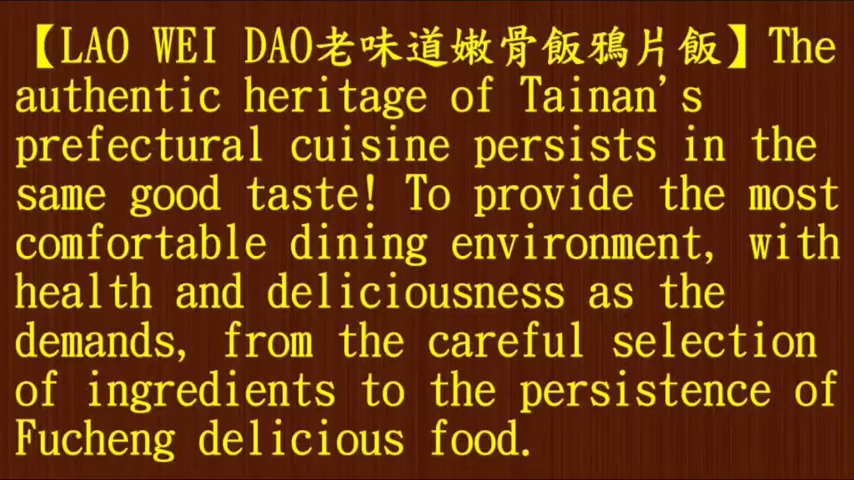 【LAO WEI DAO老味道嫩骨飯鴉片飯】The
authentic heritage of Tainan's
prefectural cuisine persists in the
same good taste! To provide the most
comfortable dining environment, with
health and deliciousness as the
demands, from the careful selection
of ingredients to the persistence of
Fucheng delicious food.